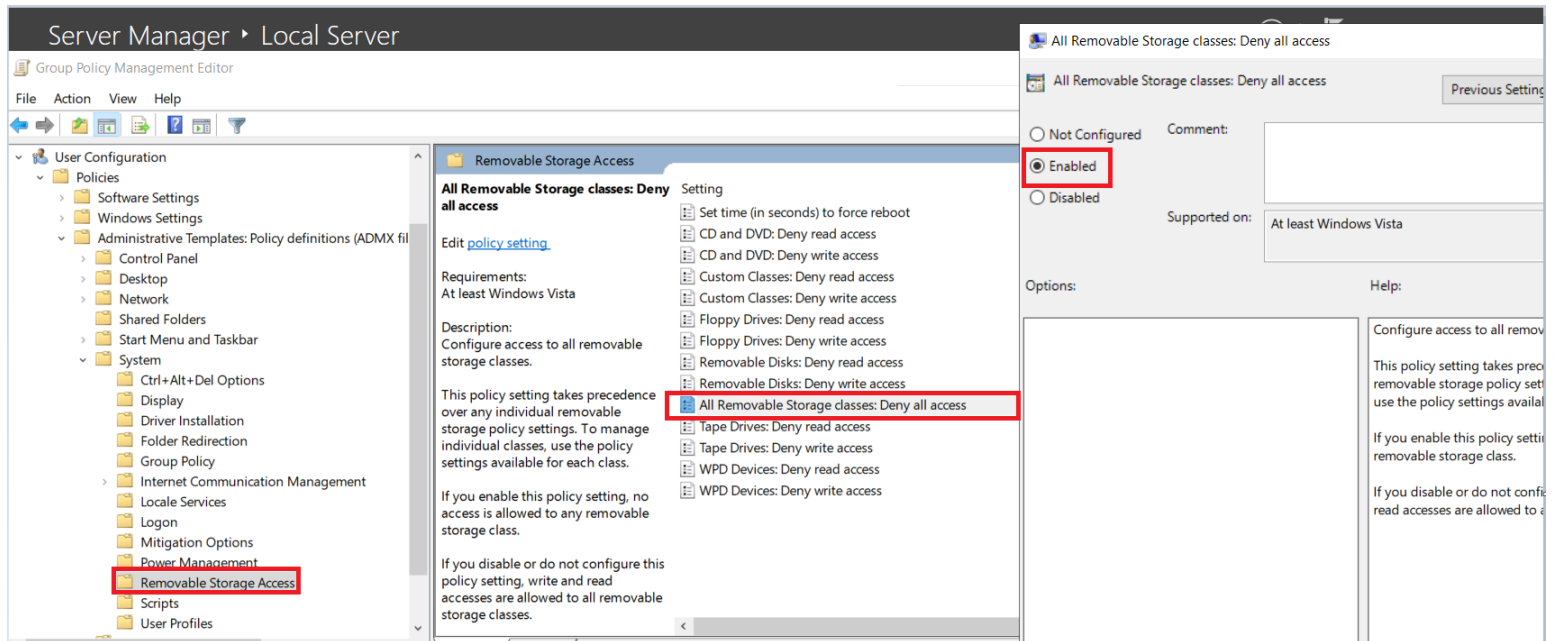 Server Manager ‣ Local Server
Group Policy Management Editor
File Action View Help
User Configuration
Policies
Software Settings
Windows Settings
Administrative Templates: Policy definitions (ADMX fil
Control Panel
Desktop
Network
Shared Folders
Start Menu and Taskbar
System
Ctrl+Alt+Del Options
Display
Driver Installation
Folder Redirection
Group Policy
Internet Communication Management
Locale Services
Logon
Mitigation Options
Power Management
Removable Storage Access
Scripts
User Profiles
Removable Storage Access
All Removable Storage classes: Deny
all access
Edit policy setting
Requirements:
At least Windows Vista
Description:
Configure access to all removable
storage classes.
This policy setting takes precedence
over any individual removable
storage policy settings. To manage
individual classes, use the policy
settings available for each class.
If you enable this policy setting, no
access is allowed to any removable
storage class.
If you disable or do not configure this
policy setting, write and read
accesses are allowed to all removable
storage classes.
Setting
Set time (in seconds) to force reboot
CD and DVD: Deny read access
CD and DVD: Deny write access
Custom Classes: Deny read access
Custom Classes: Deny write access
Floppy Drives: Deny read access
Floppy Drives: Deny write access
Removable Disks: Deny read access
Removable Disks: Deny write access
All Removable Storage classes: Deny all access
Tape Drives: Deny read access
Tape Drives: Deny write access
WPD Devices: Deny read access
WPD Devices: Deny write access
All Removable Storage classes: Deny all access
All Removable Storage classes: Deny all access
Previous Setting
Not Configured
Enabled
Disabled
Comment:
Supported on:
At least Windows Vista
Options:
Help:
Configure access to all remov
This policy setting takes prec
removable storage policy sett
use the policy settings availal
If you enable this policy setti
removable storage class.
If you disable or do not confi
read accesses are allowed to a